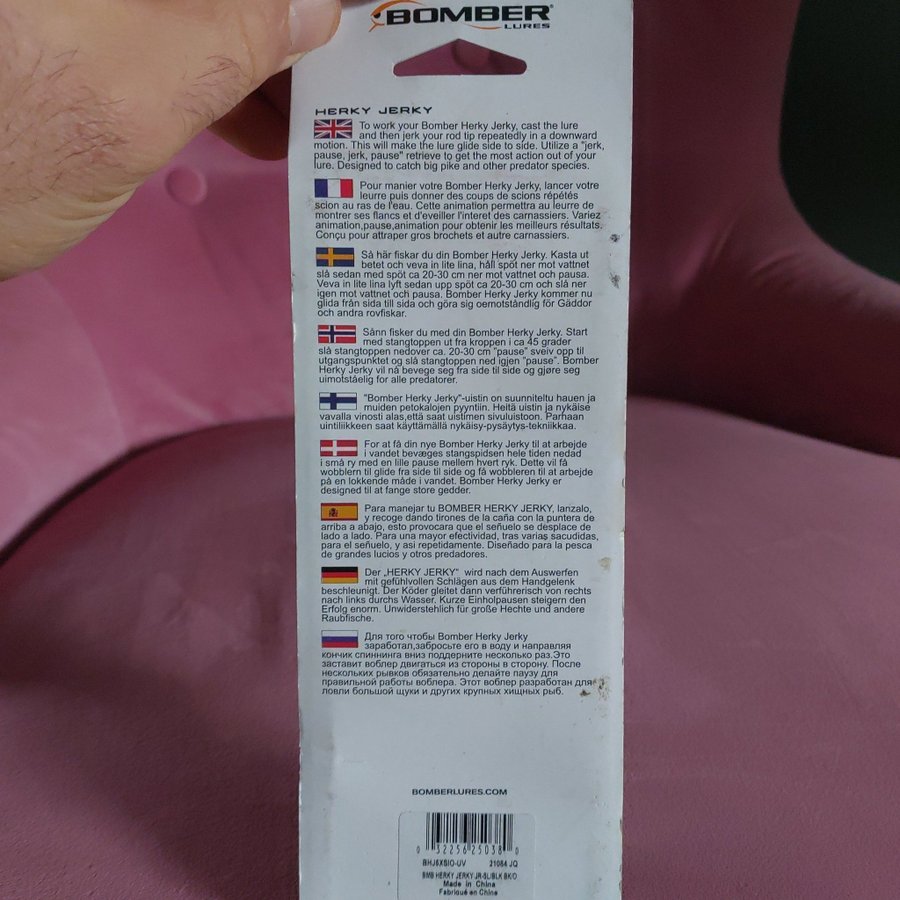 BOMBER
LURES
HERKY JERKY
To work your Bomber Herky Jerky, cast the lure
and then jerk your rod tip repeatedly in a downward
motion. This will make the lure glide side to side. Utilize a "jerk,
pause, jerk, pause" retrieve to get the most action out of your
lure. Designed to catch big pike and other predator species.
Pour manier votre Bomber Herky Jerky, lancer votre
leurre puis donner des coups de scions répétés
scion au ras de l'eau. Cette animation permettra au leurre de
montrer ses flancs et d'eveiller l'interet des carnassiers. Variez
animation,pause,animation pour obtenir les meilleurs résultats.
Conçu pour attraper gros brochets et autre carnassiers.
Så här fiskar du din Bomber Herky Jerky. Kasta ut
betet och veva in lite lina, håll spöt ner mot vattnet
slå sedan med spöt ca 20-30 cm ner mot vattnet och pausa.
Veva in lite lina lyft sedan upp spöt ca 20-30 cm och slå ner
igen mot vattnet och pausa. Bomber Herky Jerky kommer nu
glida från sida till sida och göra sig oemotståndlig för Gäddor
och andra rovfiskar.
Sånn fisker du med din Bomber Herky Jerky. Start
med stangtoppen ut fra kroppen i ca 45 grader
slå stangtoppen nedover ca. 20-30 cm "pause" sveiv opp til
utgangspunktet og slå stangtoppen ned igjen "pause". Bomber
Herky Jerky vil nå bevege seg fra side til side og gjøre seg
uimotståelig for alle predatorer.
"Bomber Herky Jerky"-uistin on suunniteltu hauen ja
muiden petokalojen pyyntiin. Heitä uistin ja nykäise
vavalla vinosti alas,että saat uistimen sivuluistoon. Parhaan
uintiliikkeen saat käyttämällä nykäisy-pysäytys-tekniikkaa.
For at få din nye Bomber Herky Jerky til at arbejde
i vandet bevæges stangspidsen hele tiden nedad
i små ry med en lille pause mellem hvert ryk. Dette vil få
wobblern til glide fra side til side og få wobbleren til at arbejde
på en lokkende måde i vandet. Bomber Herky Jerky er
designed til at fange store gedder.
Para manejar tu BOMBER HERKY JERKY, lanzalo,
y recoge dando tirones de la caña con la puntera de
arriba a abajo, esto provocara que el señuelo se desplace de
lado a lado. Para una mayor efectividad, tras varias sacudidas,
para el señuelo, y asi repetidamente. Diseñado para la pesca
de grandes lucios y otros predadores.
Der „HERKY JERKY“ wird nach dem Auswerfen
mit gefühlvollen Schlägen aus dem Handgelenk
beschleunigt. Der Köder gleitet dann verführerisch von rechts
nach links durchs Wasser. Kurze Einholpausen steigern den
Erfolg enorm. Unwiderstehlich für große Hechte und andere
Raubfische.
Для того чтобы Bomber Herky Jerky
заработал,забросьте его в воду и направляя
кончик спиннинга вниз поддерните несколько раз.Это
заставит воблер двигаться из стороны в сторону. После
нескольких рывков обязательно делайте паузу для
правильной работы воблера. Этот воблер разработан для
ловли большой щуки и других крупных хищных рыб.
BOMBERLURES.COM
0 32256 25038 0
BHJ5XSIO-UV 21084 JQ
BMB HERKY JERKY JR-SL/BLK BK/O
Made in China
Fabriqué en China